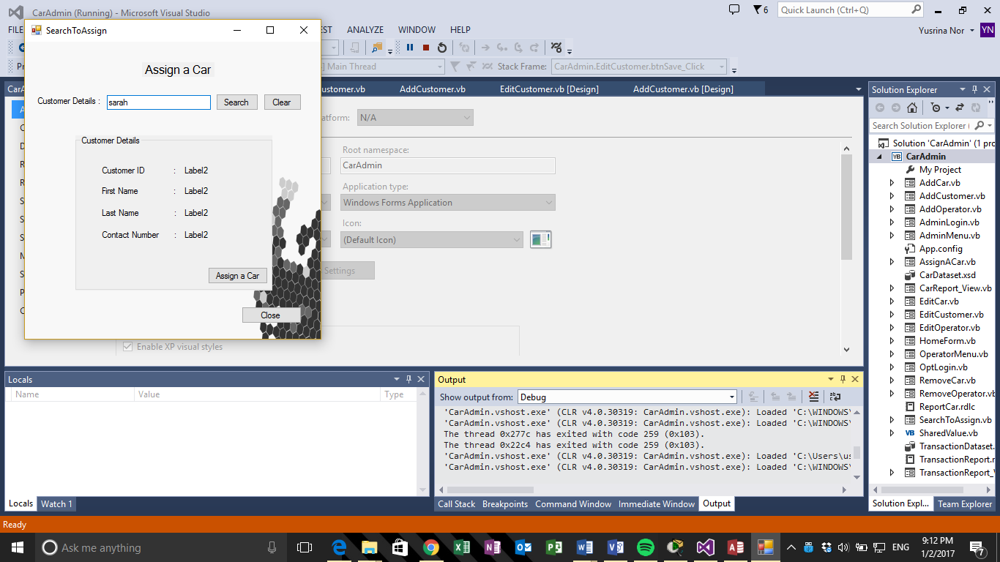 CarAdmin (Running) - Microsoft Visual Studio
6
Quick Launch (Ctrl+Q)
FILE
ANALYZE
WINDOW
HELP
Yusrina Nor
YN
SearchToAssign
Main Thread
Stack Frame:
CarAdmin.EditCustomer.btnSave_Click
Assign a Car
AddCustomer.vb
EditCustomer.vb [Design]
AddCustomer.vb [Design]
Customer Details :
sarah
Search
Clear
N/A
Customer Details
Customer ID : Label2
First Name : Label2
Last Name : Label2
Contact Number : Label2
Assign a Car
Close
Root namespace:
CarAdmin
Application type:
Windows Forms Application
Icon:
(Default Icon)
Settings
Enable XP visual styles
Solution Explorer
Search Solution Explorer (
Solution 'CarAdmin' (1 pro
CarAdmin
My Project
AddCar.vb
AddCustomer.vb
AddOperator.vb
AdminLogin.vb
AdminMenu.vb
App.config
AssignACar.vb
CarDataset.xsd
CarReport_View.vb
EditCar.vb
EditCustomer.vb
EditOperator.vb
HomeForm.vb
OperatorMenu.vb
OptLogin.vb
RemoveCar.vb
RemoveOperator.vb
ReportCar.rdlc
SearchToAssign.vb
SharedValue.vb
TransactionDataset.
TransactionReport.r
TransactionReport_V
Solution Expl...
Team Explorer
Locals
Name
Value
Type
Locals
Watch 1
Output
Show output from:
Debug
'CarAdmin.vshost.exe' (CLR v4.0.30319: CarAdmin.vshost.exe): Loaded 'C:\WINDOWS\
'CarAdmin.vshost.exe' (CLR v4.0.30319: CarAdmin.vshost.exe): Loaded 'C:\WINDOWS\
The thread 0x277c has exited with code 259 (0x103).
The thread 0x22c4 has exited with code 259 (0x103).
'CarAdmin.vshost.exe' (CLR v4.0.30319: CarAdmin.vshost.exe): Loaded 'C:\Users\us
'CarAdmin.vshost.exe' (CLR v4.0.30319: CarAdmin.vshost.exe): Loaded 'C:\WINDOWS\
Call Stack
Breakpoints
Command Window
Immediate Window
Output
Ready
Ask me anything
ENG
9:12 PM
1/2/2017
7